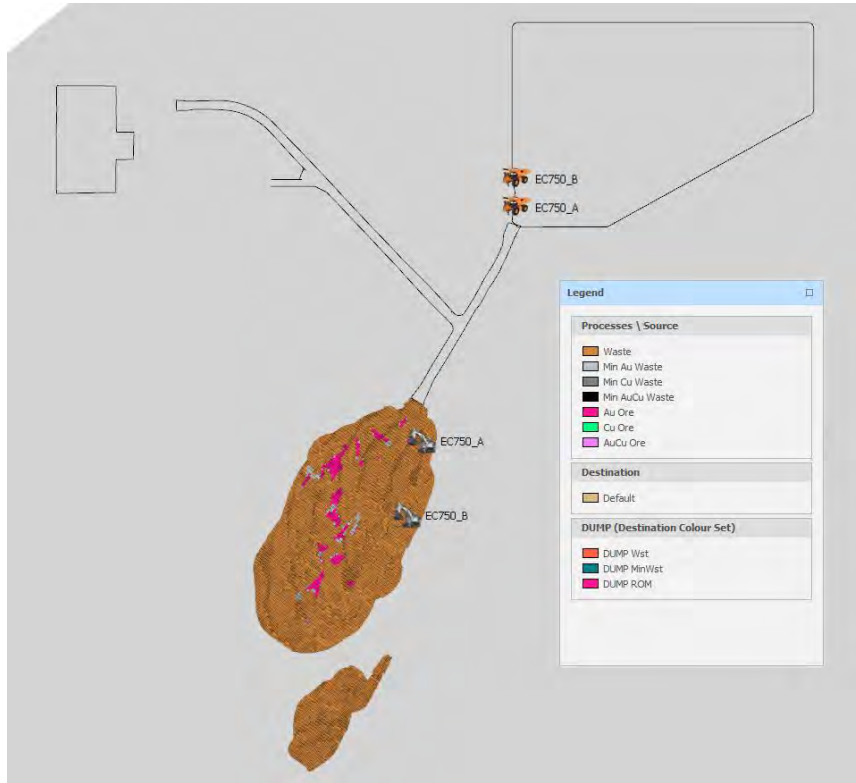 EC750_B
EC750_A
Legend
Processes \ Source
Waste
Min Au Waste
Min Cu Waste
Min AuCu Waste
Au Ore
Cu Ore
AuCu Ore
EC750_A
Destination
Default
EC750_B
DUMP (Destination Colour Set)
DUMP Wst
DUMP MinWst
DUMP ROM